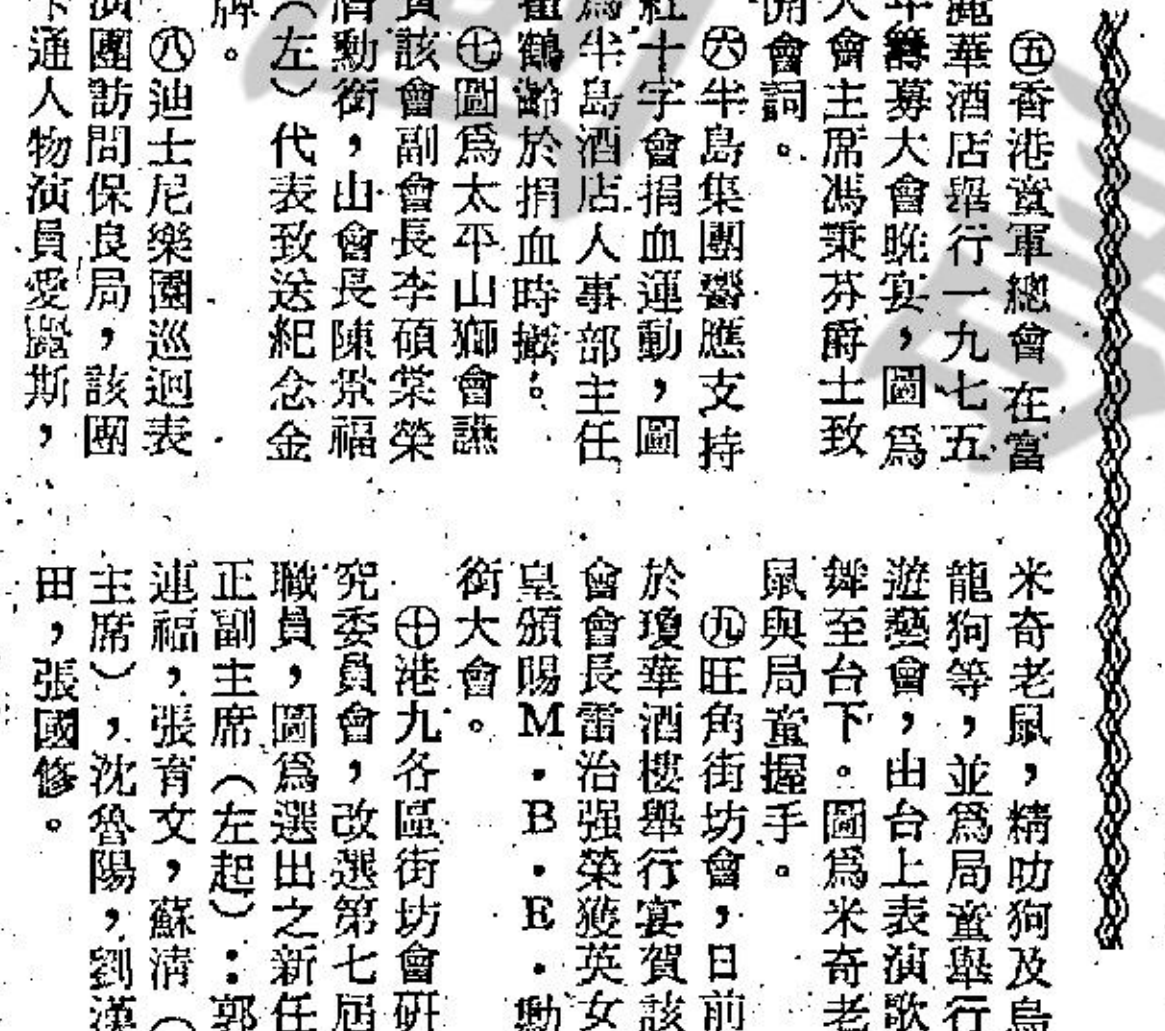 ㊄香港童軍總會在富
麗華酒店舉行一九七五
年籌募大會晚宴,圖爲
大會主席馮秉芬爵士致
開會詞。
㊅半島集團響應支持
紅十字會捐血運動,圖
爲半島酒店人事部主任
崔鶴齡於捐血時攝。
㊆圖爲太平山獅會讌
賀該會副會長李碩棠榮
膺勳銜,山會長陳景福
(左)代表致送紀念金
牌。
㊇迪士尼樂園巡迴表
演團訪問保良局,該團
卡通人物演員愛麗斯,
米奇老鼠,精叻狗及烏
龍狗等,並爲局童舉行
遊藝會,由台上表演歌
舞至台下。圖爲米奇老
鼠與局童握手。
㊈旺角街坊會,日前
於瓊華酒樓舉行宴賀該
會會長雷治强榮獲英女
皇頒賜M·B·E·勳
銜大會。
㊉港九各區街坊會研
究委員會,改選第七屆
職員,圖爲選出之新任
正副主席(左起):郭
連福,張育文,蘇淸(
主席),沈魯陽,劉漢
田,張國修。